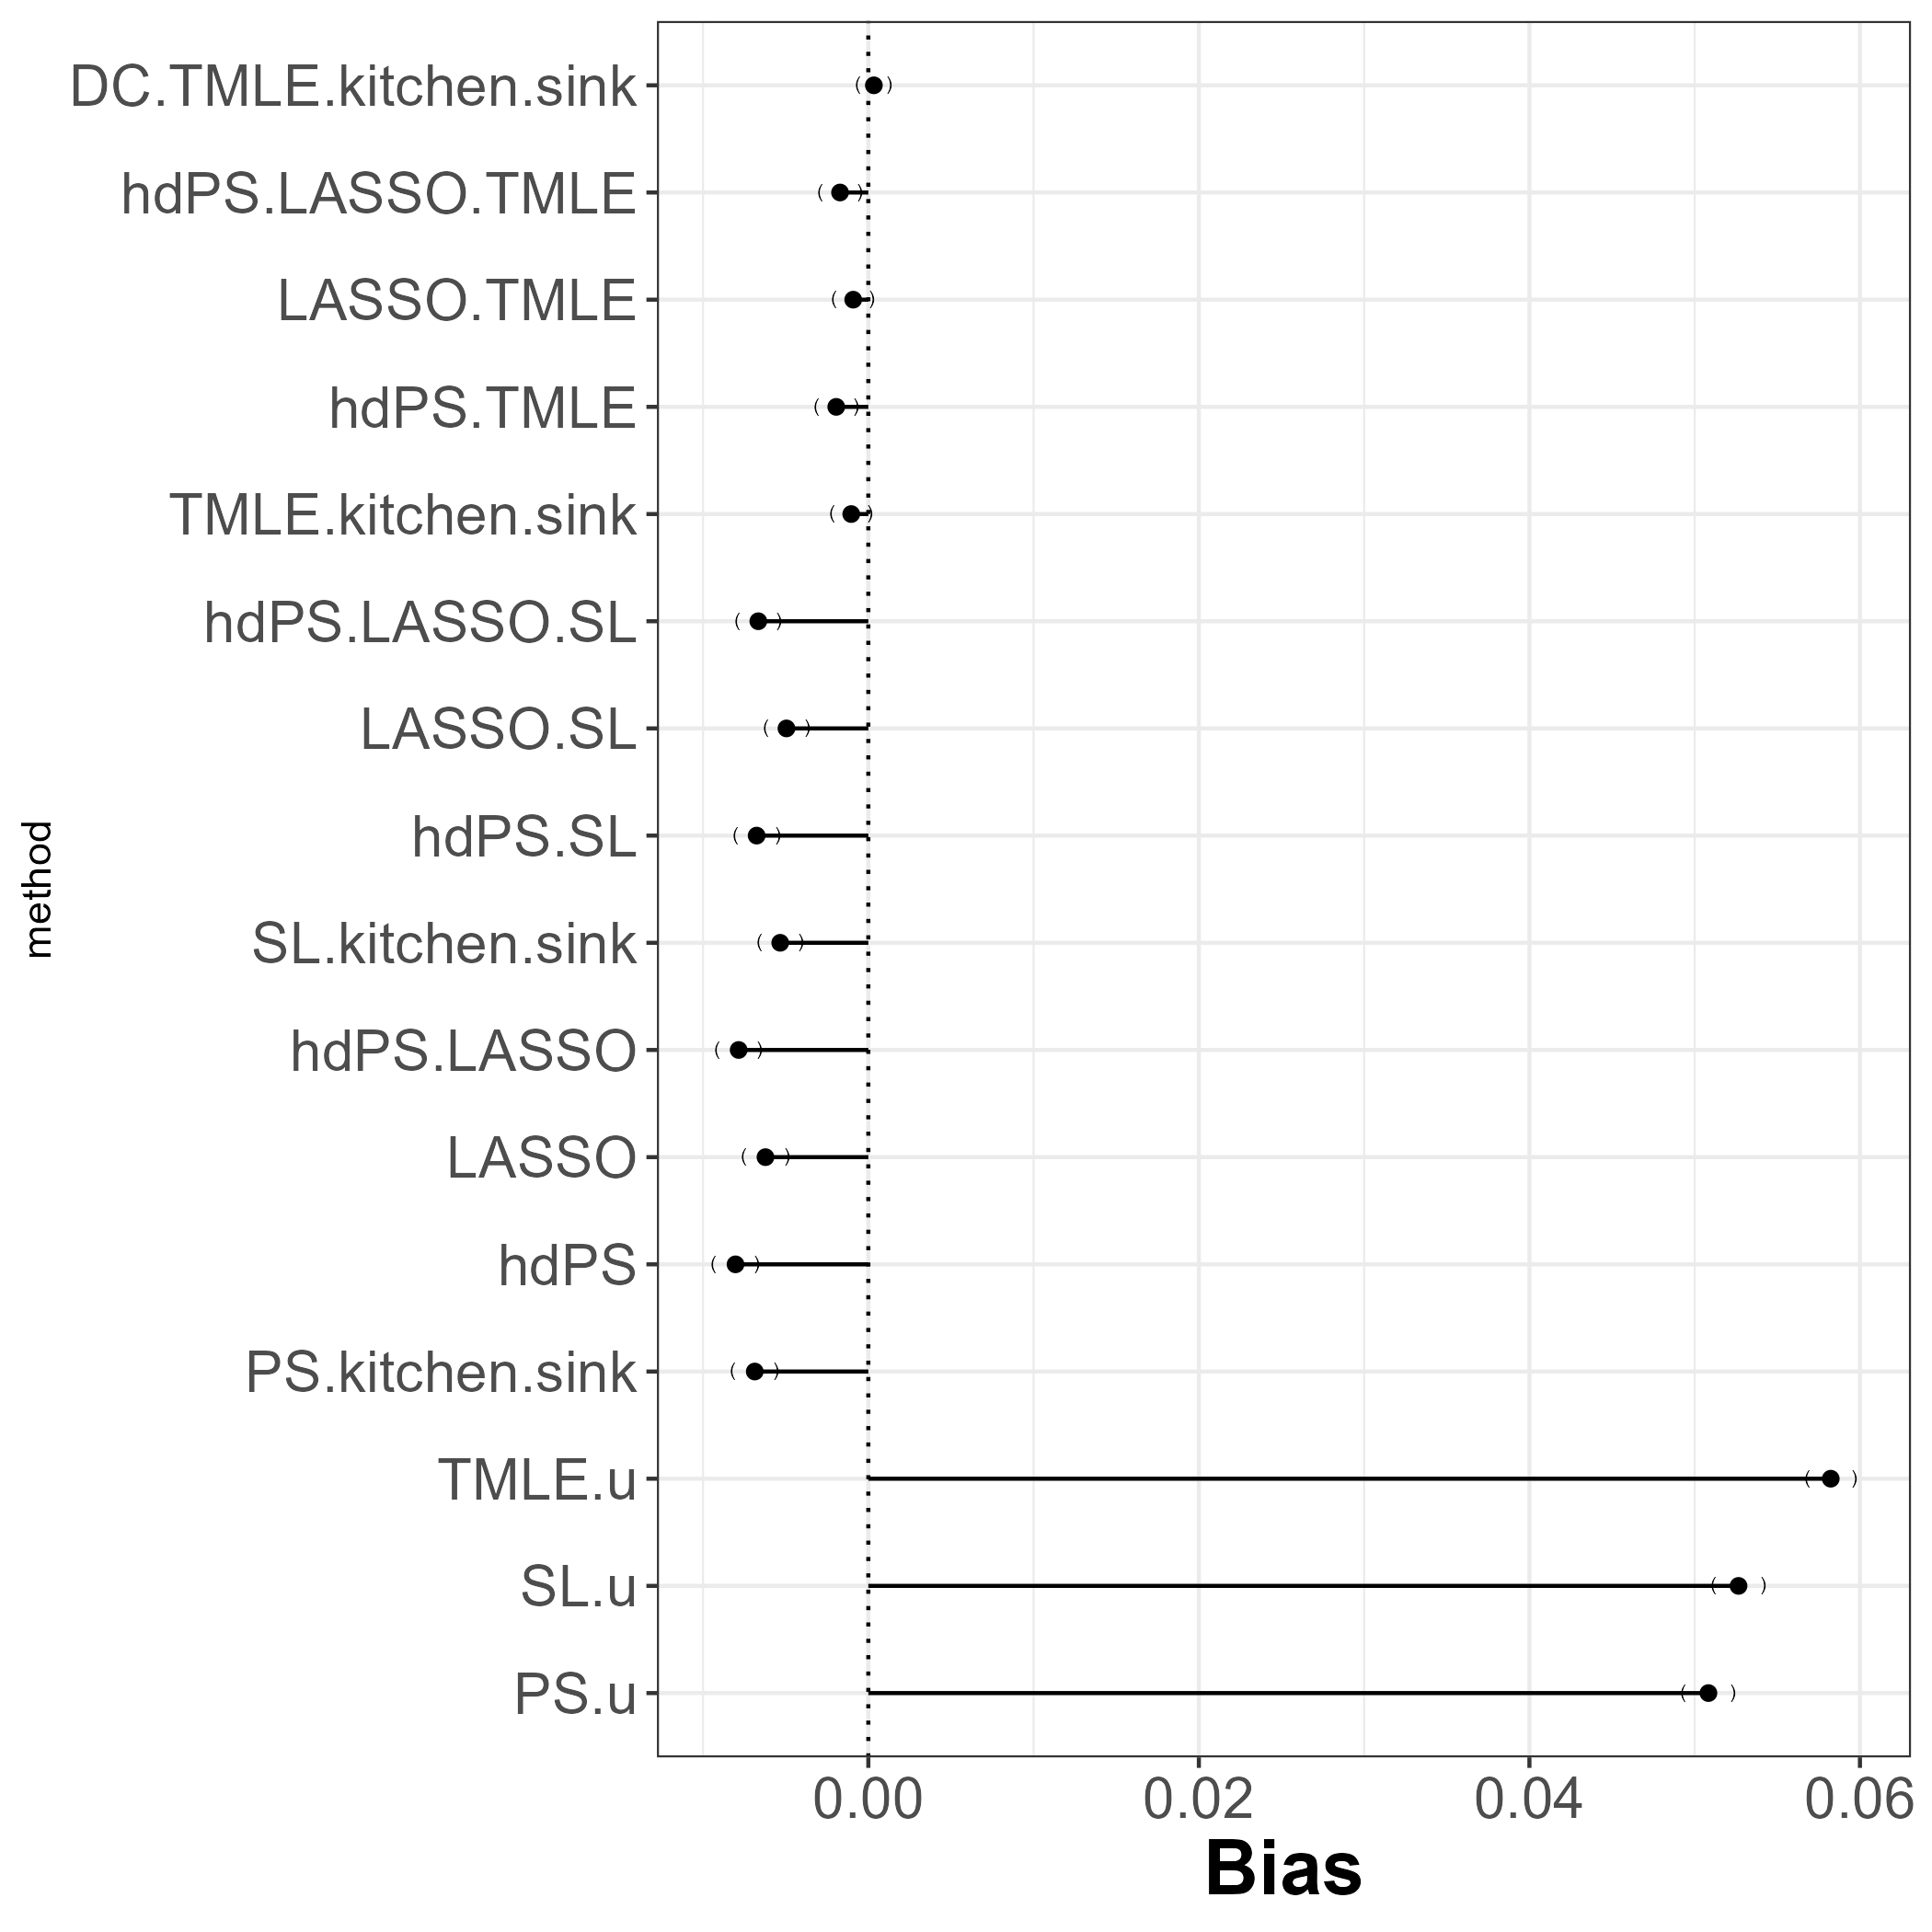 DC.TMLE.kitchen.sink
hdPS.LASSO.TMLE
LASSO.TMLE
hdPS.TMLE
TMLE.kitchen.sink
hdPS.LASSO.SL
LASSO.SL
hdPS.SL
SL.kitchen.sink
hdPS.LASSO
LASSO
hdPS
PS.kitchen.sink
TMLE.u
SL.u
PS.u
method
0.00 0.02 0.04 0.06
Bias